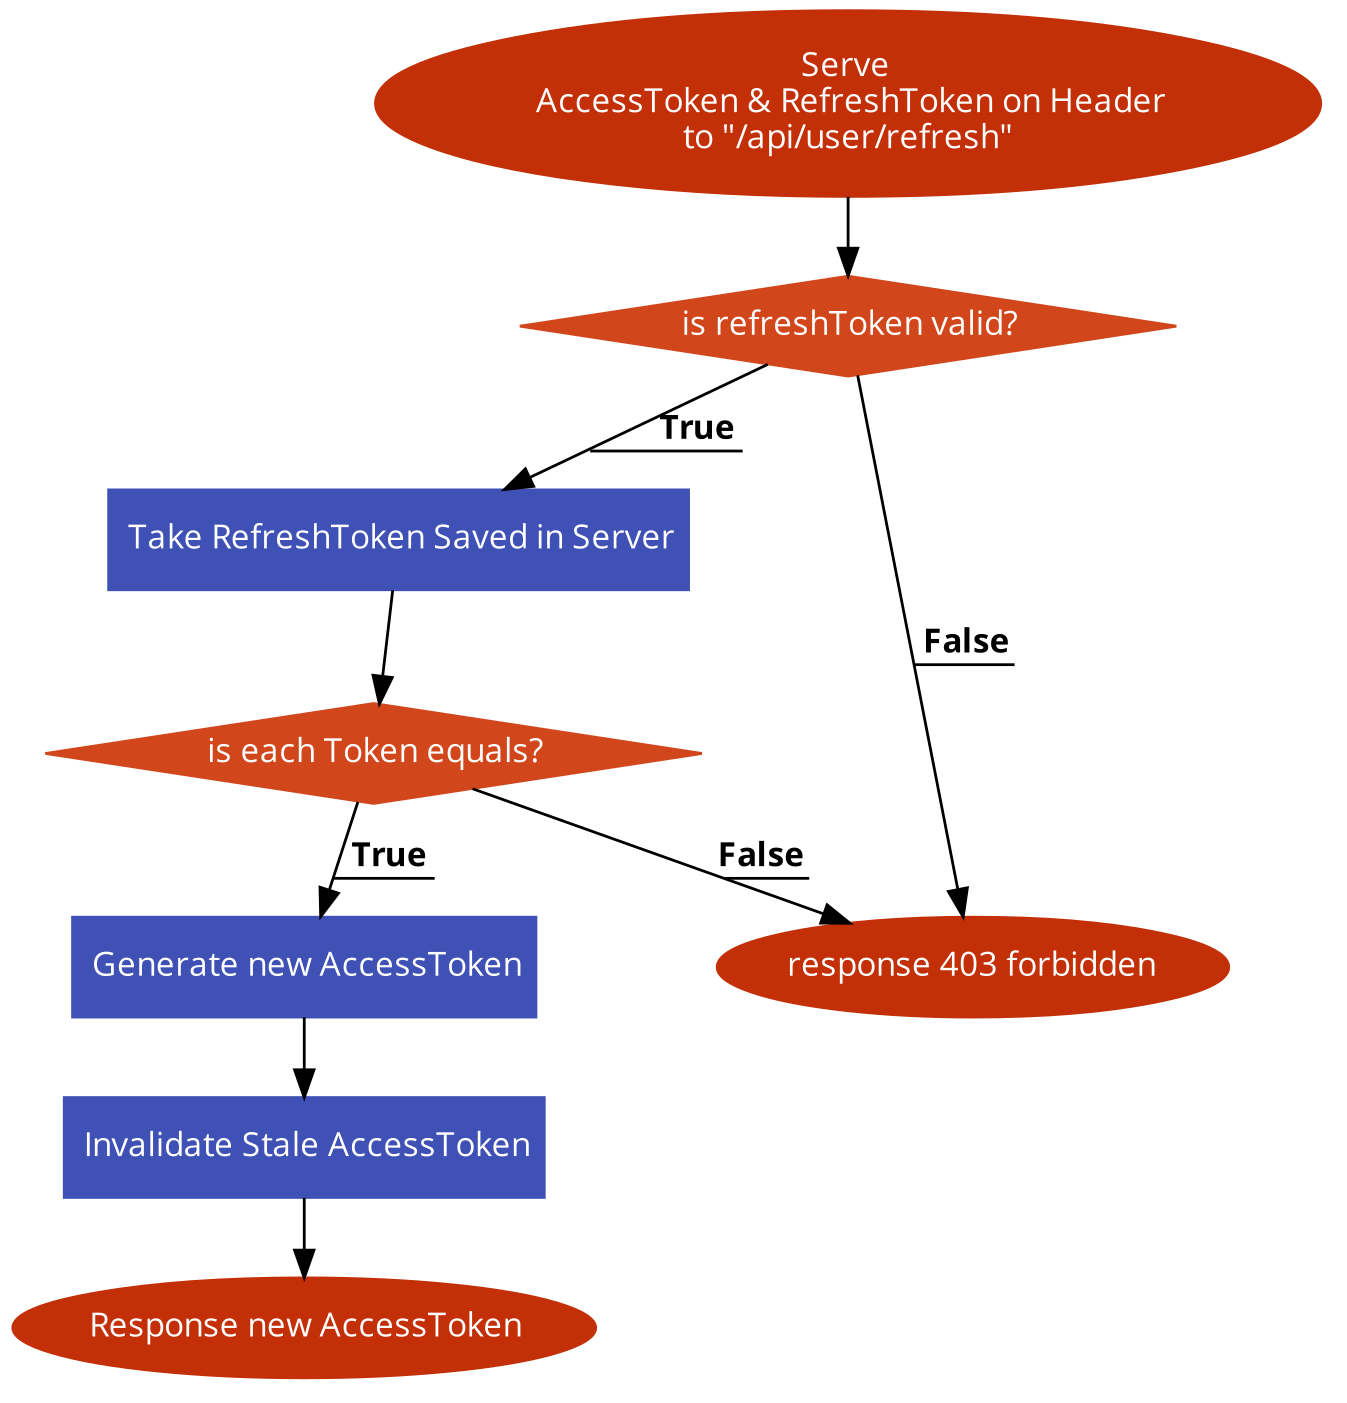 Serve
AccessToken & RefreshToken on Header
to "/api/user/refresh"
is refreshToken valid?
True
Take RefreshToken Saved in Server
False
is each Token equals?
True
False
Generate new AccessToken
response 403 forbidden
Invalidate Stale AccessToken
Response new AccessToken